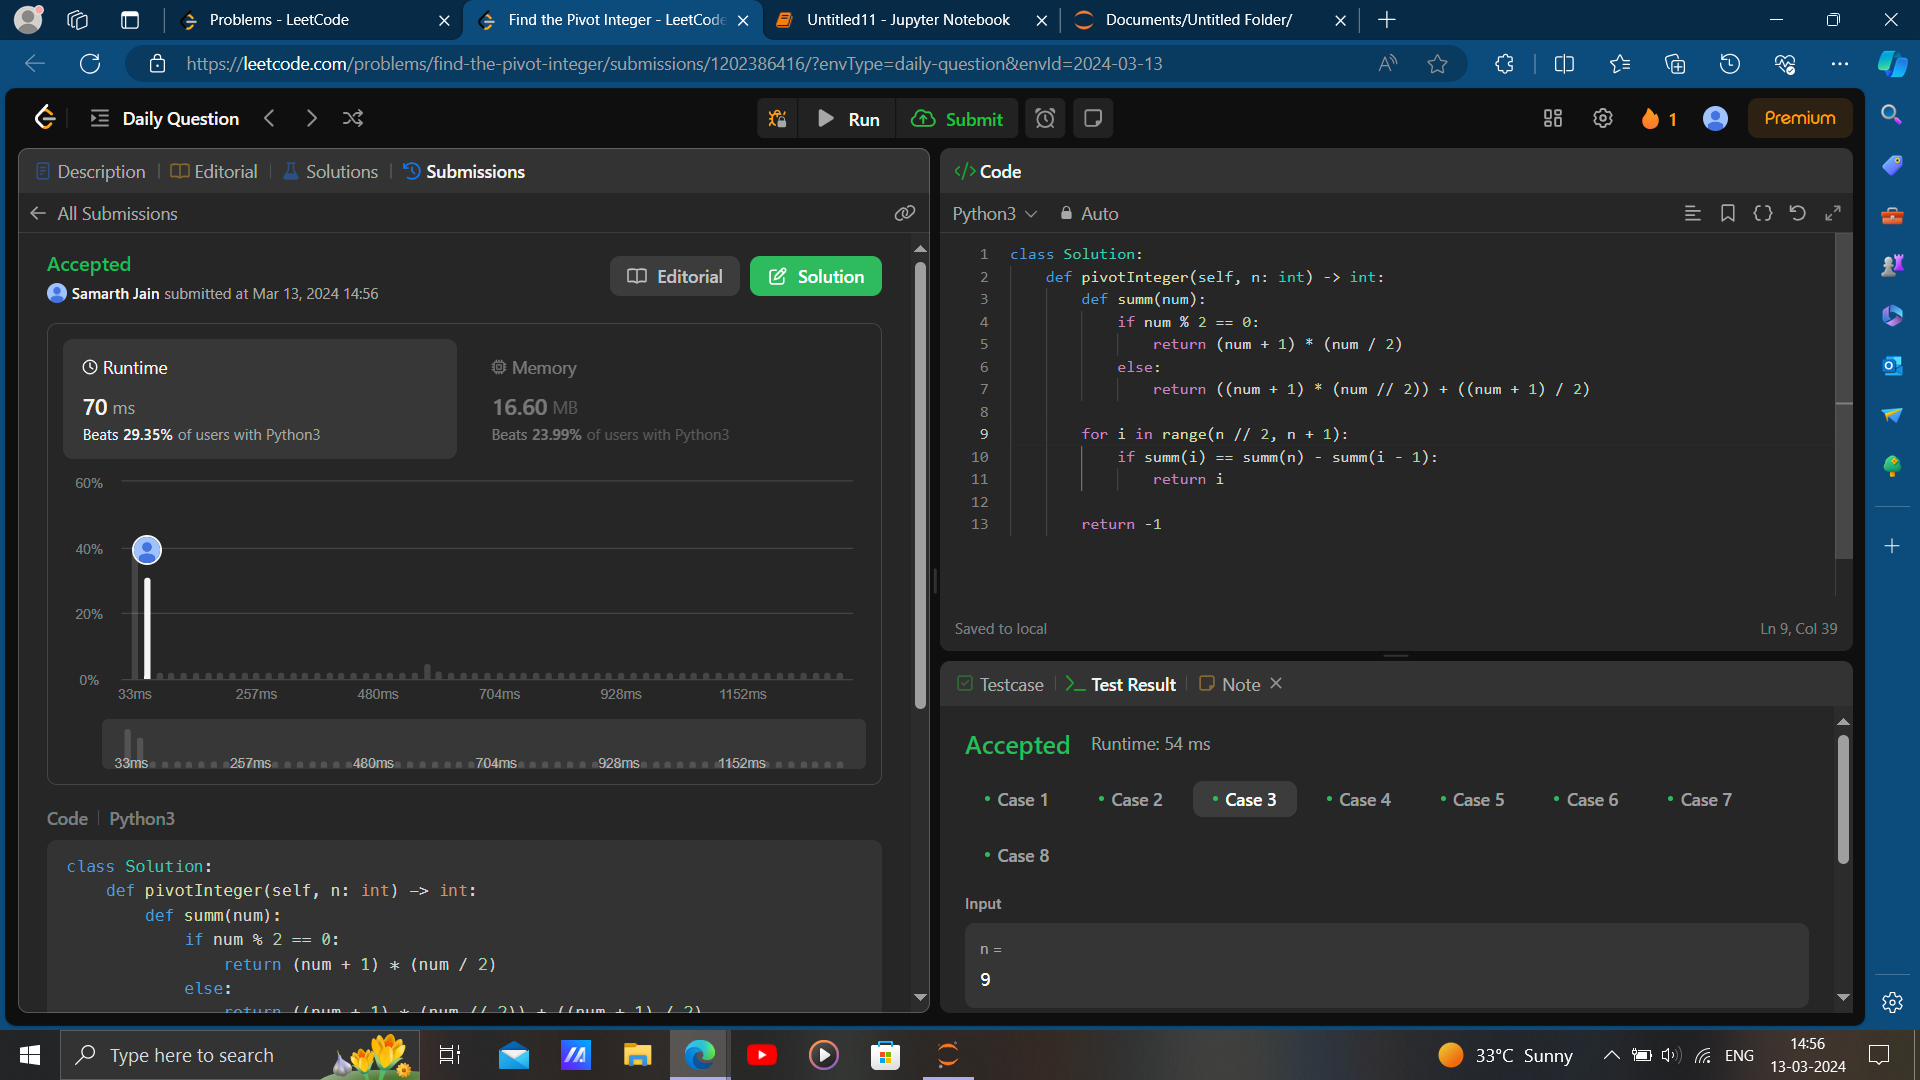 Problems - LeetCode
Find the Pivot Integer - LeetCode
Untitled11 - Jupyter Notebook
Documents/Untitled Folder/
https://leetcode.com/problems/find-the-pivot-integer/submissions/1202386416/?envType=daily-question&envId=2024-03-13
Daily Question
Run
Submit
1
Premium
Description
Editorial
Solutions
Submissions
All Submissions
Accepted
Samarth Jain submitted at Mar 13, 2024 14:56
Editorial
Solution
Runtime
70 ms
Beats 29.35% of users with Python3
Memory
16.60 MB
Beats 23.99% of users with Python3
60%
40%
20%
0%
33ms 257ms 480ms 704ms 928ms 1152ms
33ms 257ms 480ms 704ms 928ms 1152ms
Code | Python3
class Solution:
def pivotInteger(self, n: int) -> int:
def summ(num):
if num % 2 == 0:
return (num + 1) * (num / 2)
else:
return ((num + 1) * (num // 2)) + ((num + 1) / 2)
</> Code
Python3
Auto
1 class Solution:
2 def pivotInteger(self, n: int) -> int:
3 def summ(num):
4 if num % 2 == 0:
5 return (num + 1) * (num / 2)
6 else:
7 return ((num + 1) * (num // 2)) + ((num + 1) / 2)
8
9 for i in range(n // 2, n + 1):
10 if summ(i) == summ(n) - summ(i - 1):
11 return i
12
13 return -1
Saved to local
Ln 9, Col 39
Testcase
Test Result
Note
Accepted
Runtime: 54 ms
Case 1
Case 2
Case 3
Case 4
Case 5
Case 6
Case 7
Case 8
Input
n =
9
Type here to search
33°C Sunny
ENG
14:56
13-03-2024